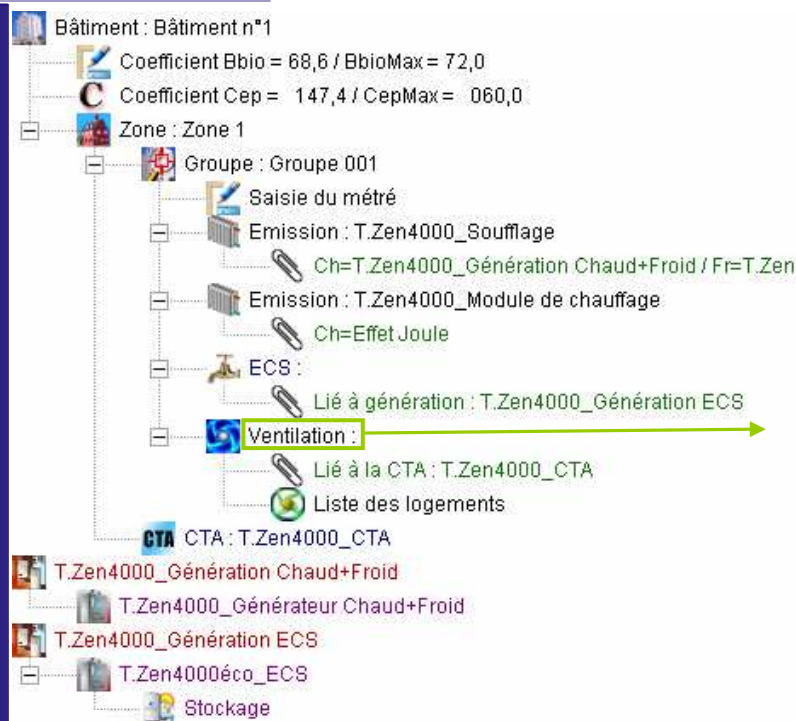 Bâtiment : Bâtiment n°1
Coefficient Bbio = 68,6 / BbioMax = 72,0
C Coefficient Cep = 147,4 / CepMax = 060,0
Zone : Zone 1
Groupe : Groupe 001
Saisie du métré
Emission : T.Zen4000_Soufflage
Ch=T.Zen4000_Génération Chaud+Froid / Fr=T.Zen
Emission : T.Zen4000_Module de chauffage
Ch=Effet Joule
ECS :
Lié à génération : T.Zen4000_Génération ECS
Ventilation :
Lié à la CTA : T.Zen4000_CTA
Liste des logements
CTA CTA : T.Zen4000_CTA
T.Zen4000_Génération Chaud+Froid
T.Zen4000_Générateur Chaud+Froid
T.Zen4000_Génération ECS
T.Zen4000éco_ECS
Stockage